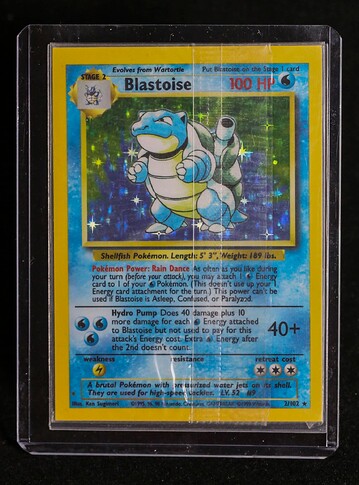 Evolves from Wartortle Put Blastoise on the Stage 1 card
STAGE 2
Blastoise 100 HP
Shellfish Pokémon. Length: 5' 3", Weight: 189 lbs.
Pokémon Power: Rain Dance As often as you like during
your turn (before your attack), you may attach 1 Energy
card to 1 of your Pokémon. (This doesn't use up your 1
Energy card attachment for the turn.) This power can't be
used if Blastoise is Asleep, Confused, or Paralyzed.
Hydro Pump Does 40 damage plus 10
more damage for each Energy attached
to Blastoise but not used to pay for this
attack's Energy cost. Extra Energy after
the 2nd doesn't count.
40+
weakness resistance retreat cost
A brutal Pokémon with pressurized water jets on its shell.
They are used for high-speed tackles. LV. 52 #9
Illus. Ken Sugimori 2/102